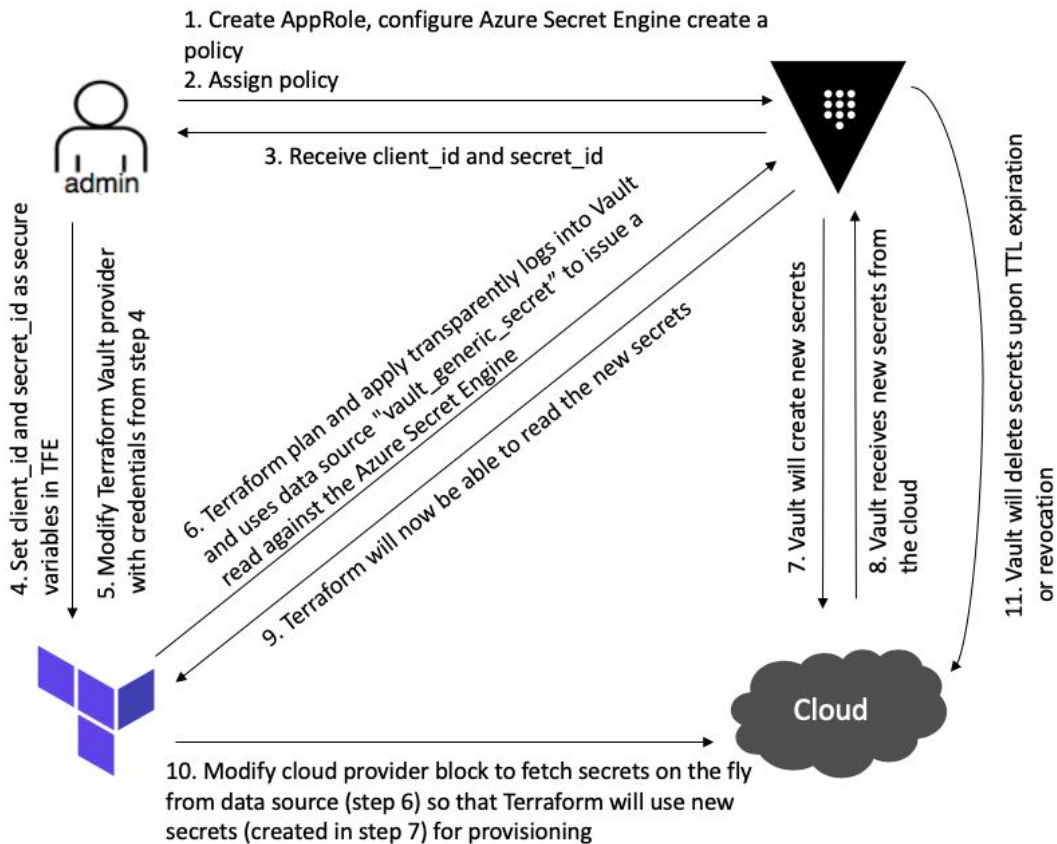 1. Create AppRole, configure Azure Secret Engine create a
policy
2. Assign policy
admin
3. Receive client_id and secret_id
4. Set client_id and secret_id as secure
variables in TFE
5. Modify Terraform Vault provider
with credentials from step 4
6. Terraform plan and apply transparently logs into Vault
and uses data source "vault_generic_secret” to issue a
read against the Azure Secret Engine
9. Terraform will now be able to read the new secrets
7. Vault will create new secrets
8. Vault receives new secrets from
the cloud
11. Vault will delete secrets upon TTL expiration
or revocation
Cloud
10. Modify cloud provider block to fetch secrets on the fly
from data source (step 6) so that Terraform will use new
secrets (created in step 7) for provisioning